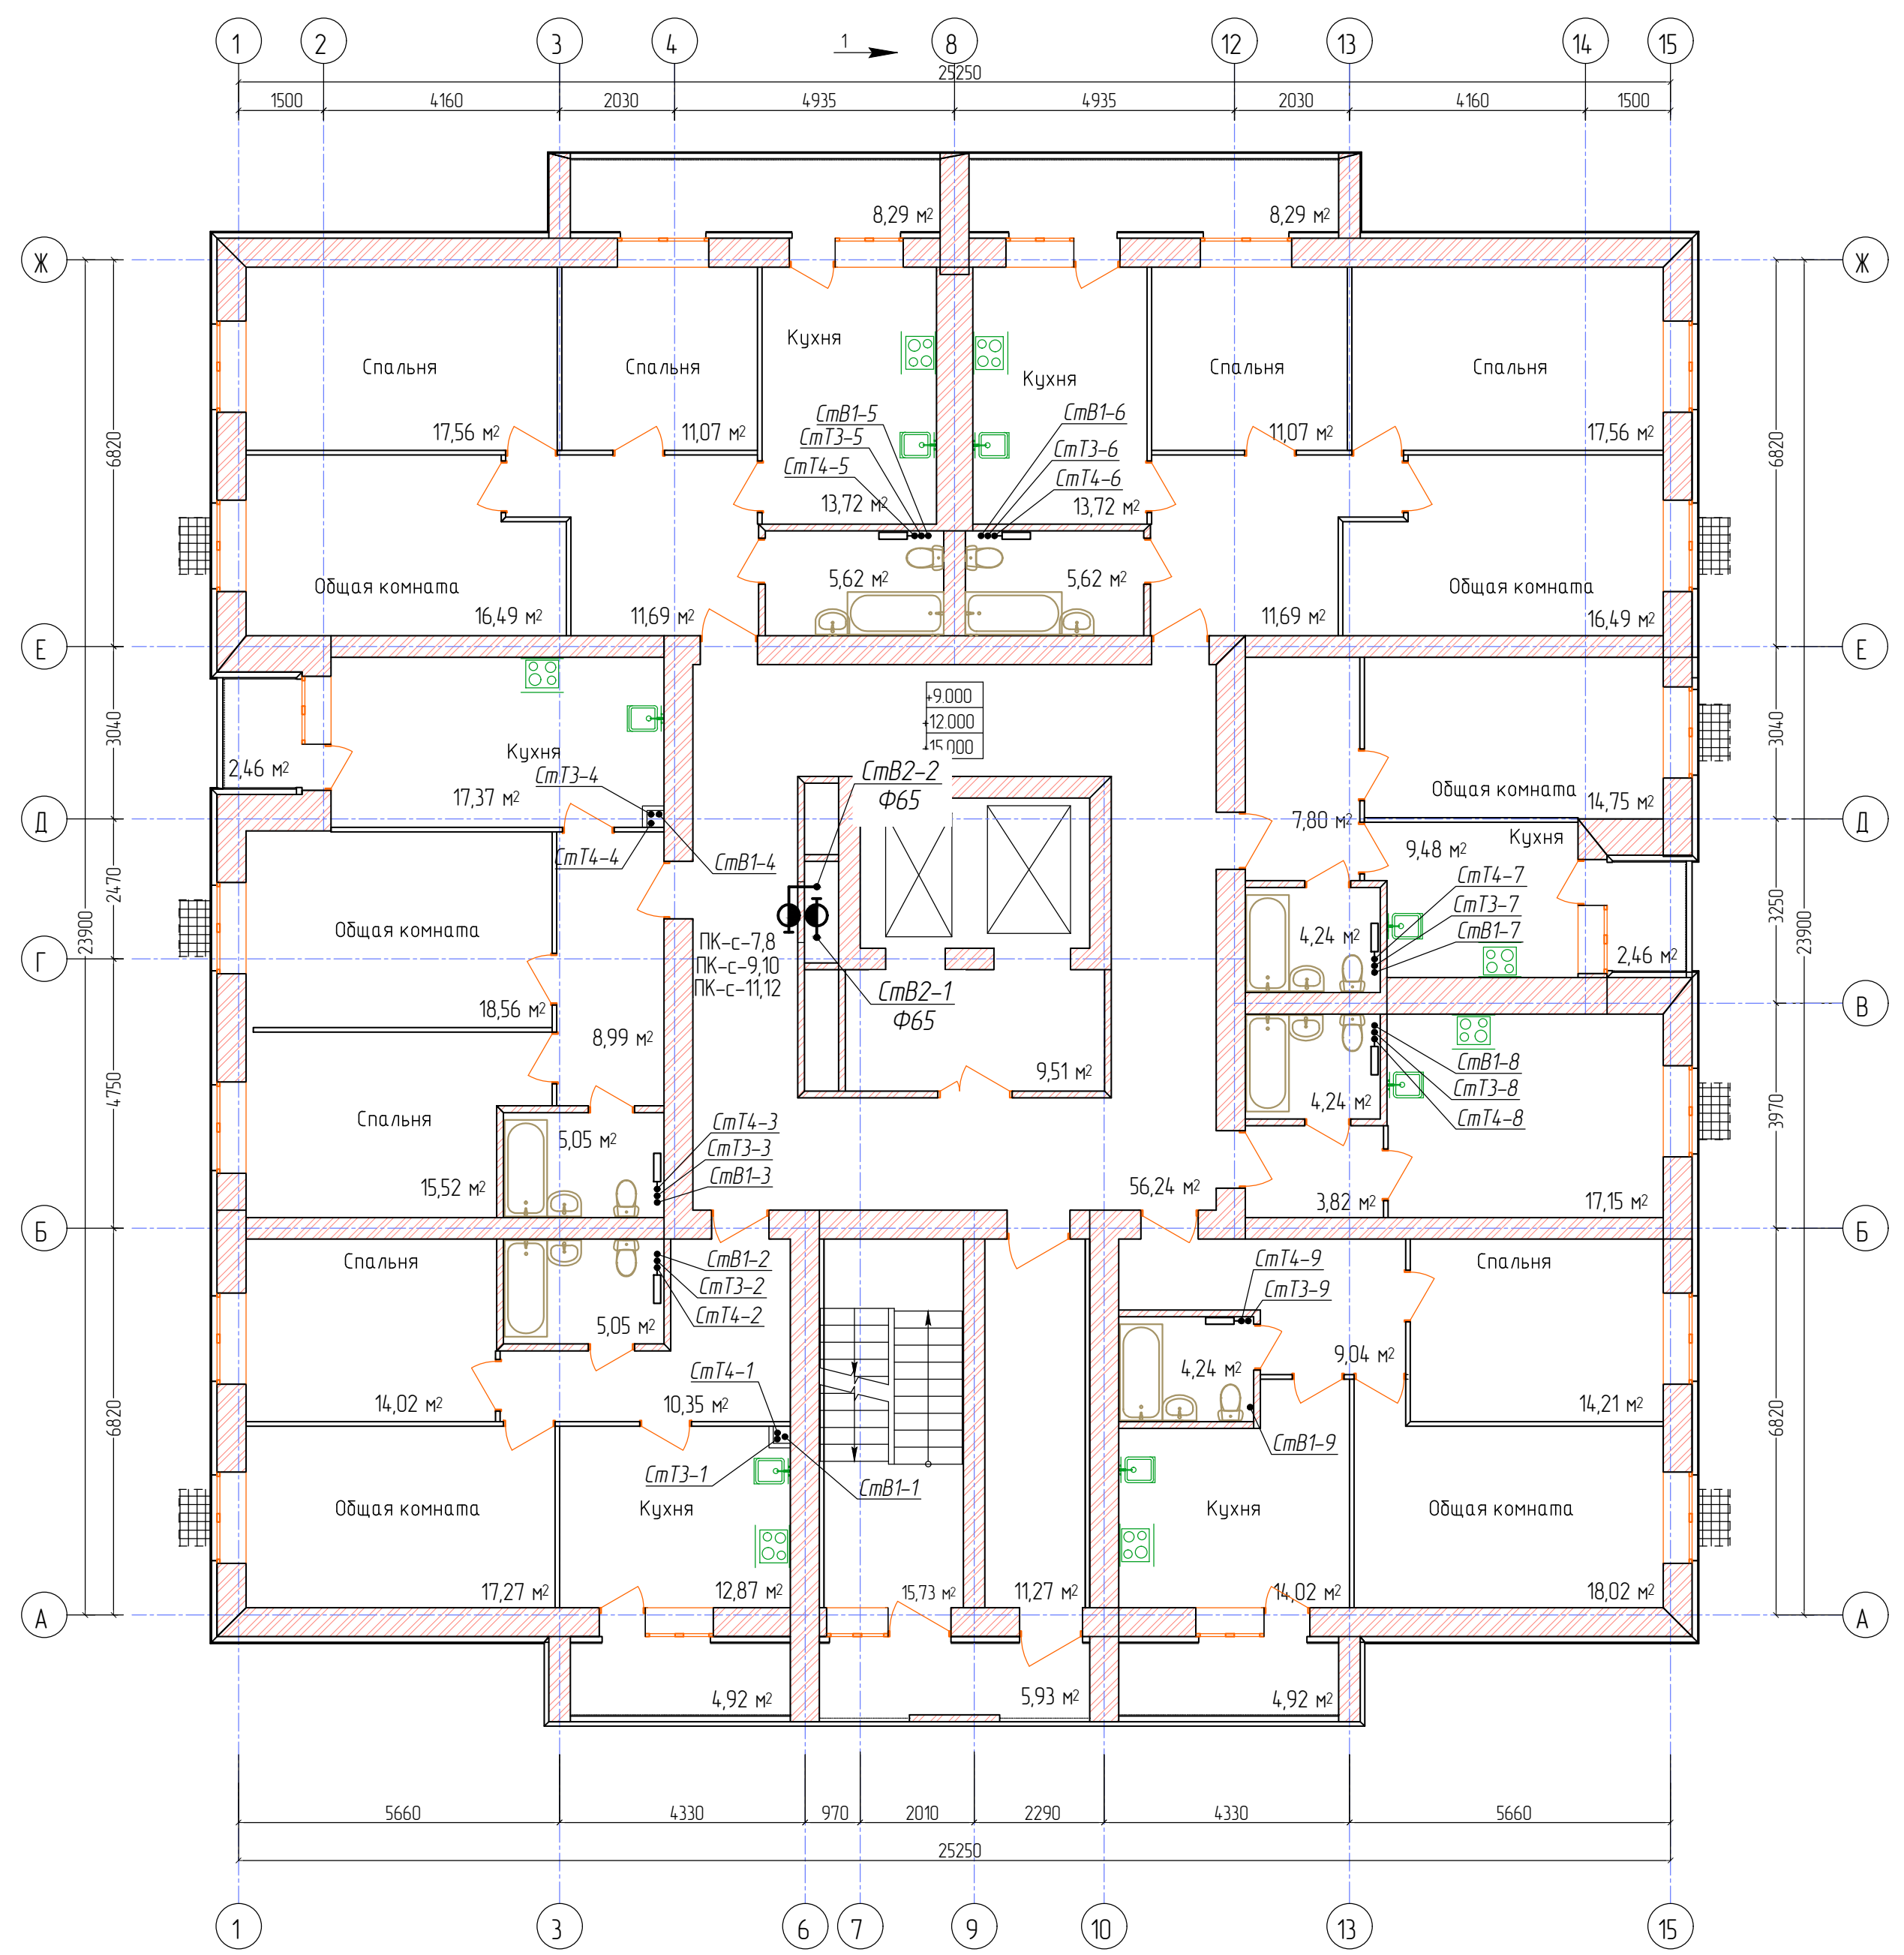 1 2 3 4 1 8 12 13 14 15
25250
1500 4160 2030 4935 4935 2030 4160 1500
8,29 м2 8,29 м2
Ж Ж
Кухня
Спальня Спальня Кухня Спальня Спальня
СтВ1-5 СтВ1-6
17,56 м2 11,07 м2 СтТ3-5 11,07 м2 17,56 м2
6820 СтТ3-6 6820
СтТ4-5 СтТ4-6
13,72 м2 13,72 м2
5,62 м2 5,62 м2
Общая комната Общая комната
16,49 м2 11,69 м2 11,69 м2 16,49 м2
Е Е
+9.000
+12.000
3040 3040
Кухня
2,46 м2 СтТ3-4 СтВ2-2
17,37 м2 Ф65 Общая комната
14,75 м2
Д 7,80 м2 Д
Кухня
СтТ4-4 СтВ1-4 9,48 м2
СтТ4-7
2470 СтТ3-7
23900 3250 23900
Общая комната СтВ1-7
ПК-с-7,8 4,24 м2
Г ПК-с-9,10 2,46 м2
ПК-с-11,12
СтВ2-1
18,56 м2 Ф65 В
8,99 м2
СтВ1-8
9,51 м2 СтТ3-8
4750 4,24 м2 3970
Спальня СтТ4-3 СтТ4-8
5,05 м2 СтТ3-3
СтВ1-3
15,52 м2 56,24 м2 3,82 м2 17,15 м2
Б Б
Спальня СтВ1-2 СтТ4-9 Спальня
СтТ3-2 СтТ3-9
5,05 м2 СтТ4-2
СтТ4-1 4,24 м2 9,04 м2
14,02 м2 10,35 м2 14,21 м2
6820 6820
СтВ1-9
СтТ3-1 СтВ1-1
Общая комната Кухня Кухня Общая комната
17,27 м2 12,87 м2 15,73 м2 11,27 м2 14,02 м2 18,02 м2
А А
4,92 м2 5,93 м2 4,92 м2
5660 4330 970 2010 2290 4330 5660
25250
1 3 6 7 9 10 13 15